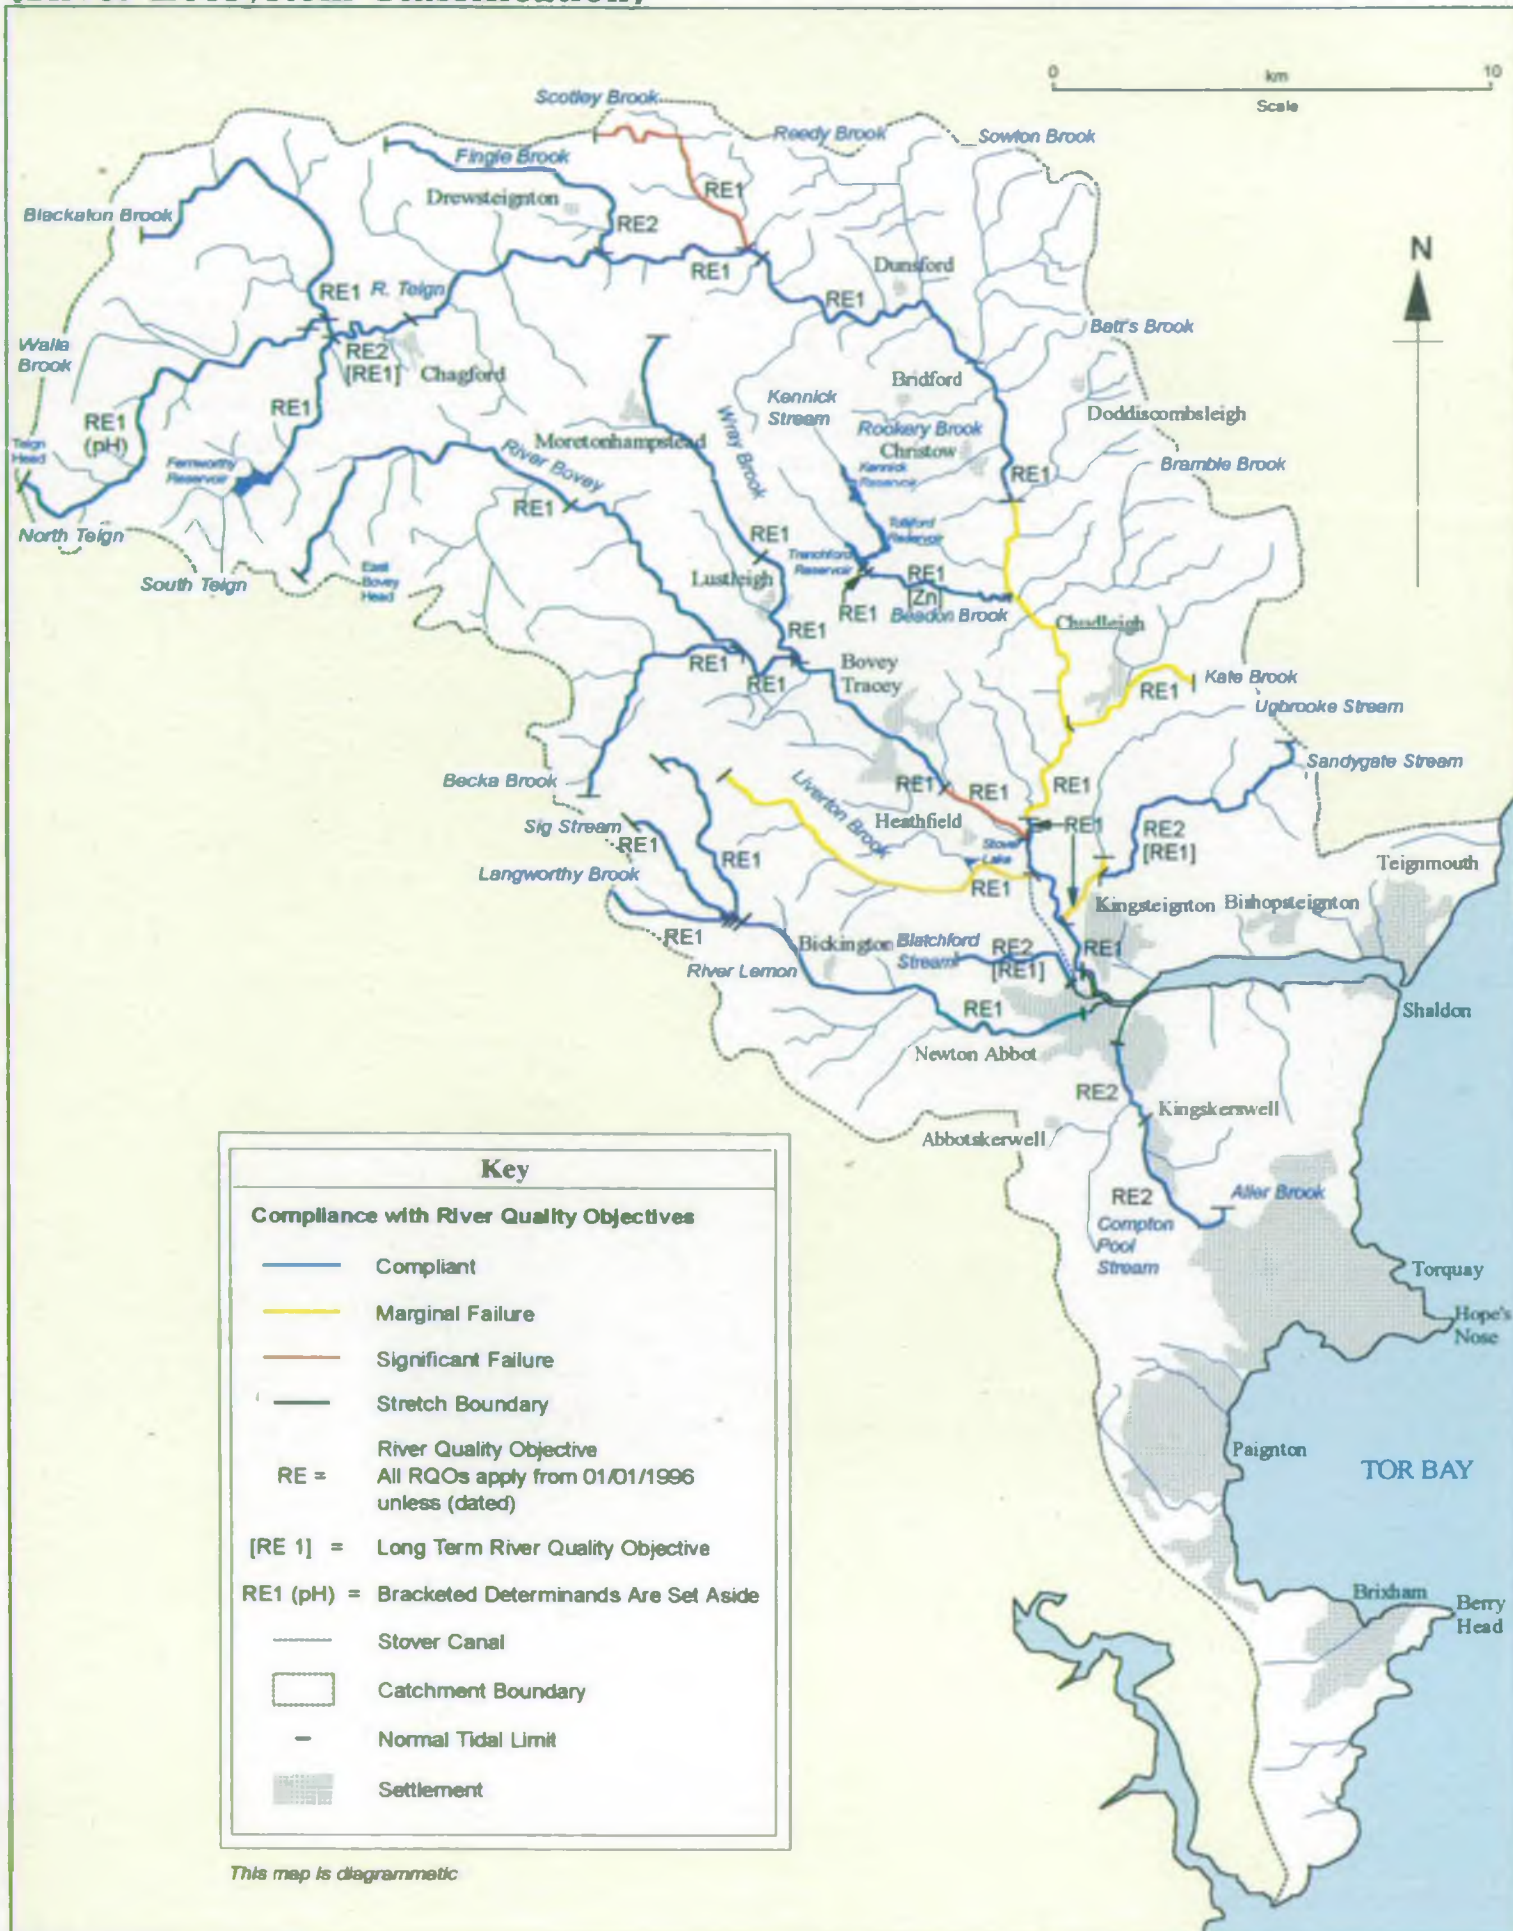 0 km 10
Scale
Scotley Brook
Reedy Brook
Sowton Brook
Fingle Brook
Drewsteignton
RE1
Blackaton Brook
RE2
RE1
Dunsford
N
RE1
R. Teign
RE1
Batt's Brook
Walla
Brook
RE2
[RE1]
Chagford
Bridford
Kennick
Stream
Doddiscombsleigh
RE1
RE1
(pH)
Moretonhampstead
Wray Brook
Rookery Brook
Christow
Teign
Head
Fernworthy
Reservoir
River Bovey
Kennick
Reservoir
Bramble Brook
RE1
RE1
North Teign
Tottiford
Reservoir
RE1
South Teign
East
Bovey
Head
Lustleigh
Trenchford
Reservoir
RE1
[Zn]
RE1
Beadon Brook
Chudleigh
RE1
RE1
RE1
Bovey
Tracey
RE1
Kate Brook
Ugbrooke Stream
Becka Brook
Liverton Brook
RE1
RE1
RE1
Sandygate Stream
Sig Stream
Heathfield
RE1
RE2
[RE1]
RE1
Stover
Lake
Teignmouth
Langworthy Brook
RE1
RE1
Kingsteignton
Bishopsteignton
RE1
Bickington
Blatchford
Stream
RE2
[RE1]
RE1
River Lemon
RE1
Shaldon
Newton Abbot
RE2
Kingskerswell
Abbotskerwell
RE2
Aller Brook
Compton
Pool
Stream
Torquay
Hope's
Nose
Paignton
TOR BAY
Brixham
Berry
Head
Key
Compliance with River Quality Objectives
Compliant
Marginal Failure
Significant Failure
Stretch Boundary
River Quality Objective
RE = All RQOs apply from 01/01/1996
unless (dated)
[RE 1] = Long Term River Quality Objective
RE1 (pH) = Bracketed Determinands Are Set Aside
Stover Canal
Catchment Boundary
Normal Tidal Limit
Settlement
This map is diagrammatic